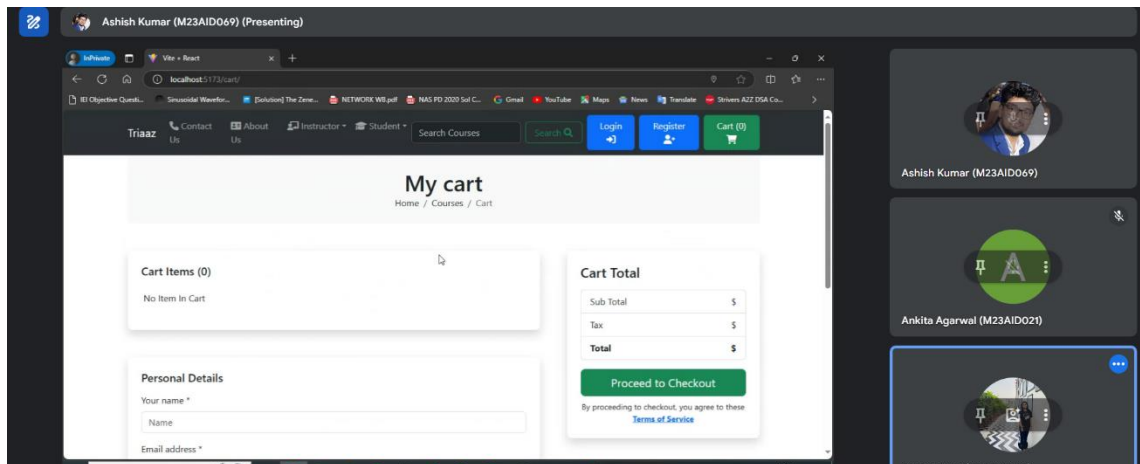 Ashish Kumar (M23AID069) (Presenting)
InPrivate
Vite + React
localhost:5173/cart/
IEI Objective Questi...
Sinusoidal Wavefor...
[Solution] The Zene...
NETWORK WB.pdf
NAS PD 2020 Sol C...
Gmail
YouTube
Maps
News
Translate
Strivers A2Z DSA Co...
Triaaz
Contact Us
About Us
Instructor
Student
Search Courses
Search
Login
Register
Cart (0)
My cart
Home / Courses / Cart
Cart Items (0)
No Item In Cart
Cart Total
Sub Total $
Tax $
Total $
Proceed to Checkout
By proceeding to checkout, you agree to these
Terms of Service
Personal Details
Your name *
Name
Email address *
Ashish Kumar (M23AID069)
A
Ankita Agarwal (M23AID021)